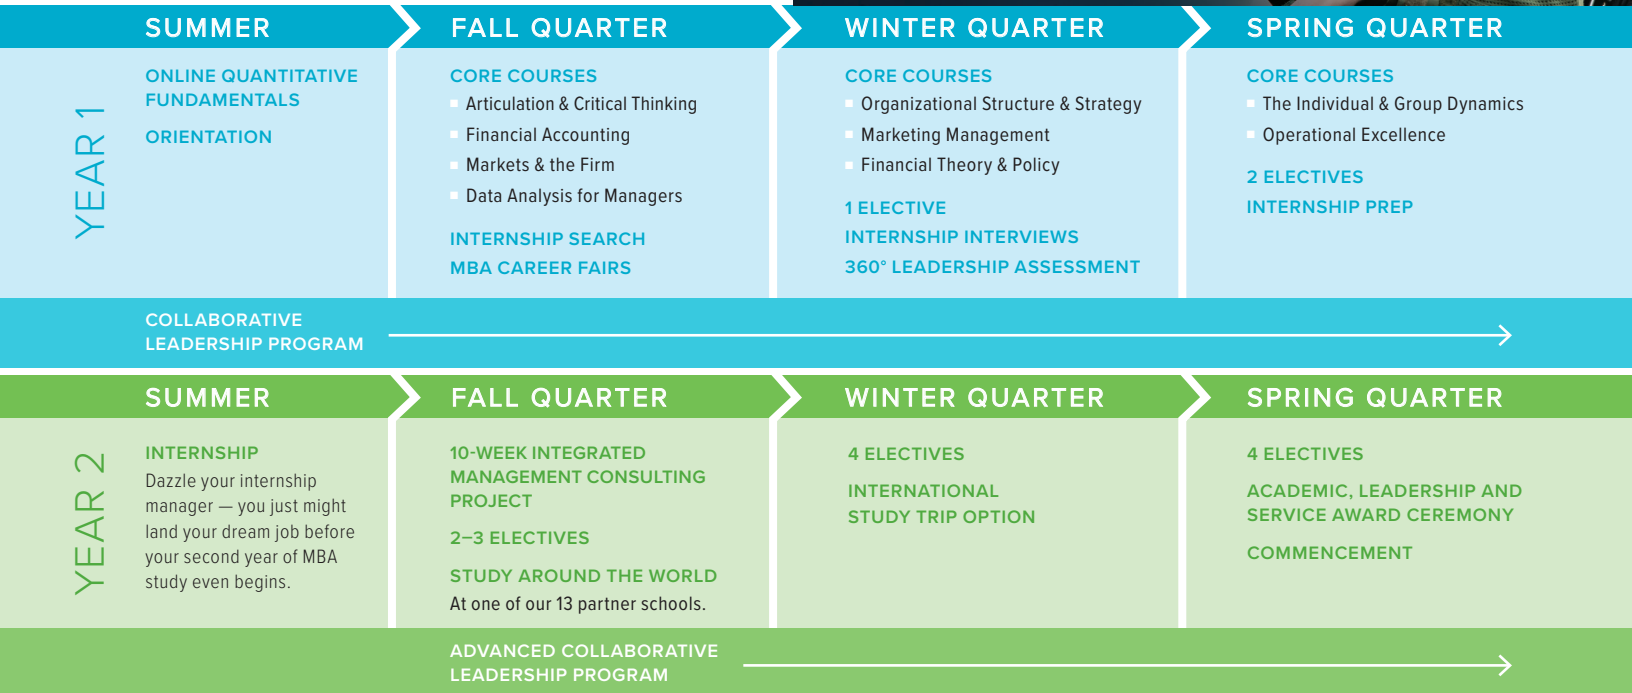 SUMMER
FALL QUARTER
WINTER QUARTER
SPRING QUARTER
YEAR 1
ONLINE QUANTITATIVE
FUNDAMENTALS
ORIENTATION
CORE COURSES
Articulation & Critical Thinking
Financial Accounting
Markets & the Firm
Data Analysis for Managers
INTERNSHIP SEARCH
MBA CAREER FAIRS
CORE COURSES
Organizational Structure & Strategy
Marketing Management
Financial Theory & Policy
1 ELECTIVE
INTERNSHIP INTERVIEWS
360° LEADERSHIP ASSESSMENT
CORE COURSES
The Individual & Group Dynamics
Operational Excellence
2 ELECTIVES
INTERNSHIP PREP
COLLABORATIVE
LEADERSHIP PROGRAM
SUMMER
FALL QUARTER
WINTER QUARTER
SPRING QUARTER
YEAR 2
INTERNSHIP
Dazzle your internship
manager — you just might
land your dream job before
your second year of MBA
study even begins.
10-WEEK INTEGRATED
MANAGEMENT CONSULTING
PROJECT
2–3 ELECTIVES
STUDY AROUND THE WORLD
At one of our 13 partner schools.
4 ELECTIVES
INTERNATIONAL
STUDY TRIP OPTION
4 ELECTIVES
ACADEMIC, LEADERSHIP AND
SERVICE AWARD CEREMONY
COMMENCEMENT
ADVANCED COLLABORATIVE
LEADERSHIP PROGRAM